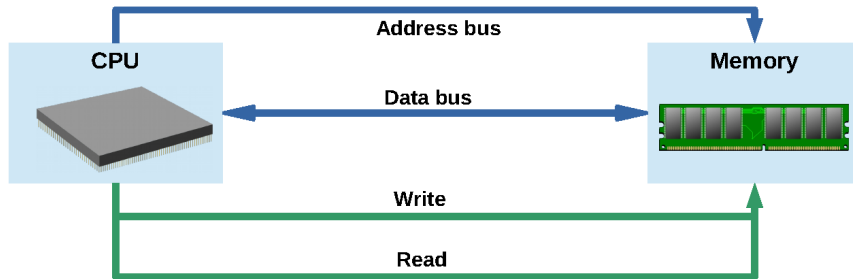 Address bus
CPU
Memory
Data bus
Write
Read